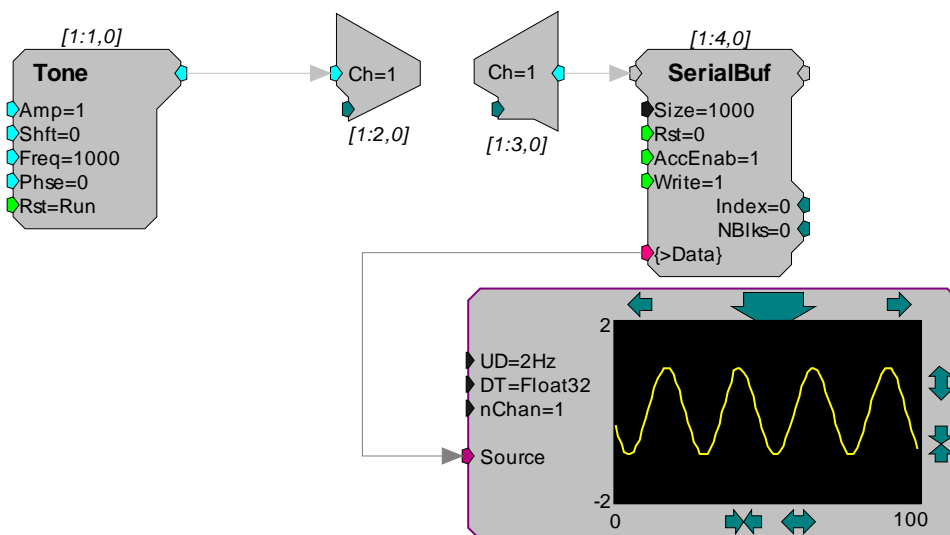 [1:1,0]
Tone
Amp=1
Shft=0
Freq=1000
Phse=0
Rst=Run
Ch=1
[1:2,0]
Ch=1
[1:3,0]
[1:4,0]
SerialBuf
Size=1000
Rst=0
AccEnab=1
Write=1
Index=0
NBlks=0
{>Data}
UD=2Hz
DT=Float32
nChan=1
Source
2
-2
0
100